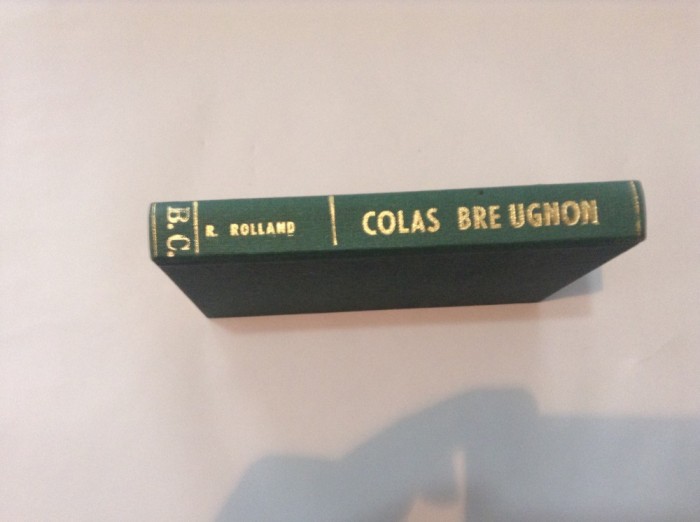 B.C.
R. ROLLAND
COLAS BRE UGNON